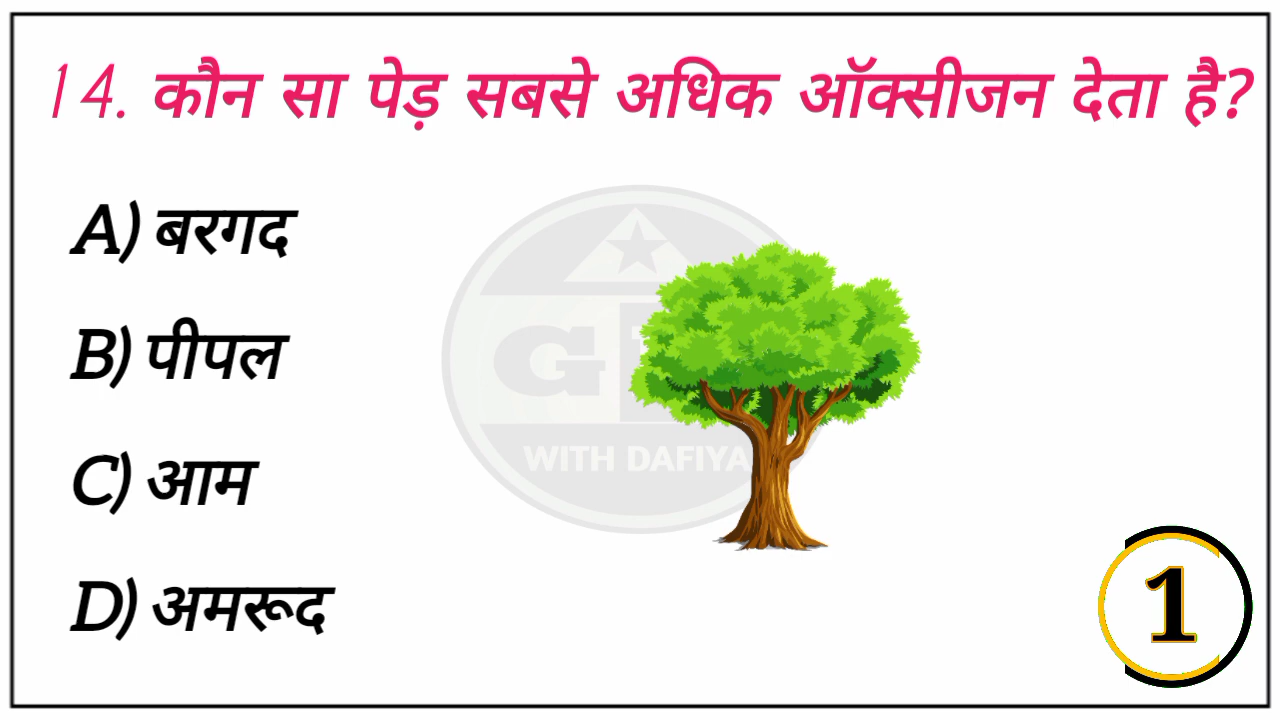 14. कौन सा पेड़ सबसे अधिक ऑक्सीजन देता है?
A) बरगद
B) पीपल
C) आम
D) अमरूद
WITH DAFIYA
1